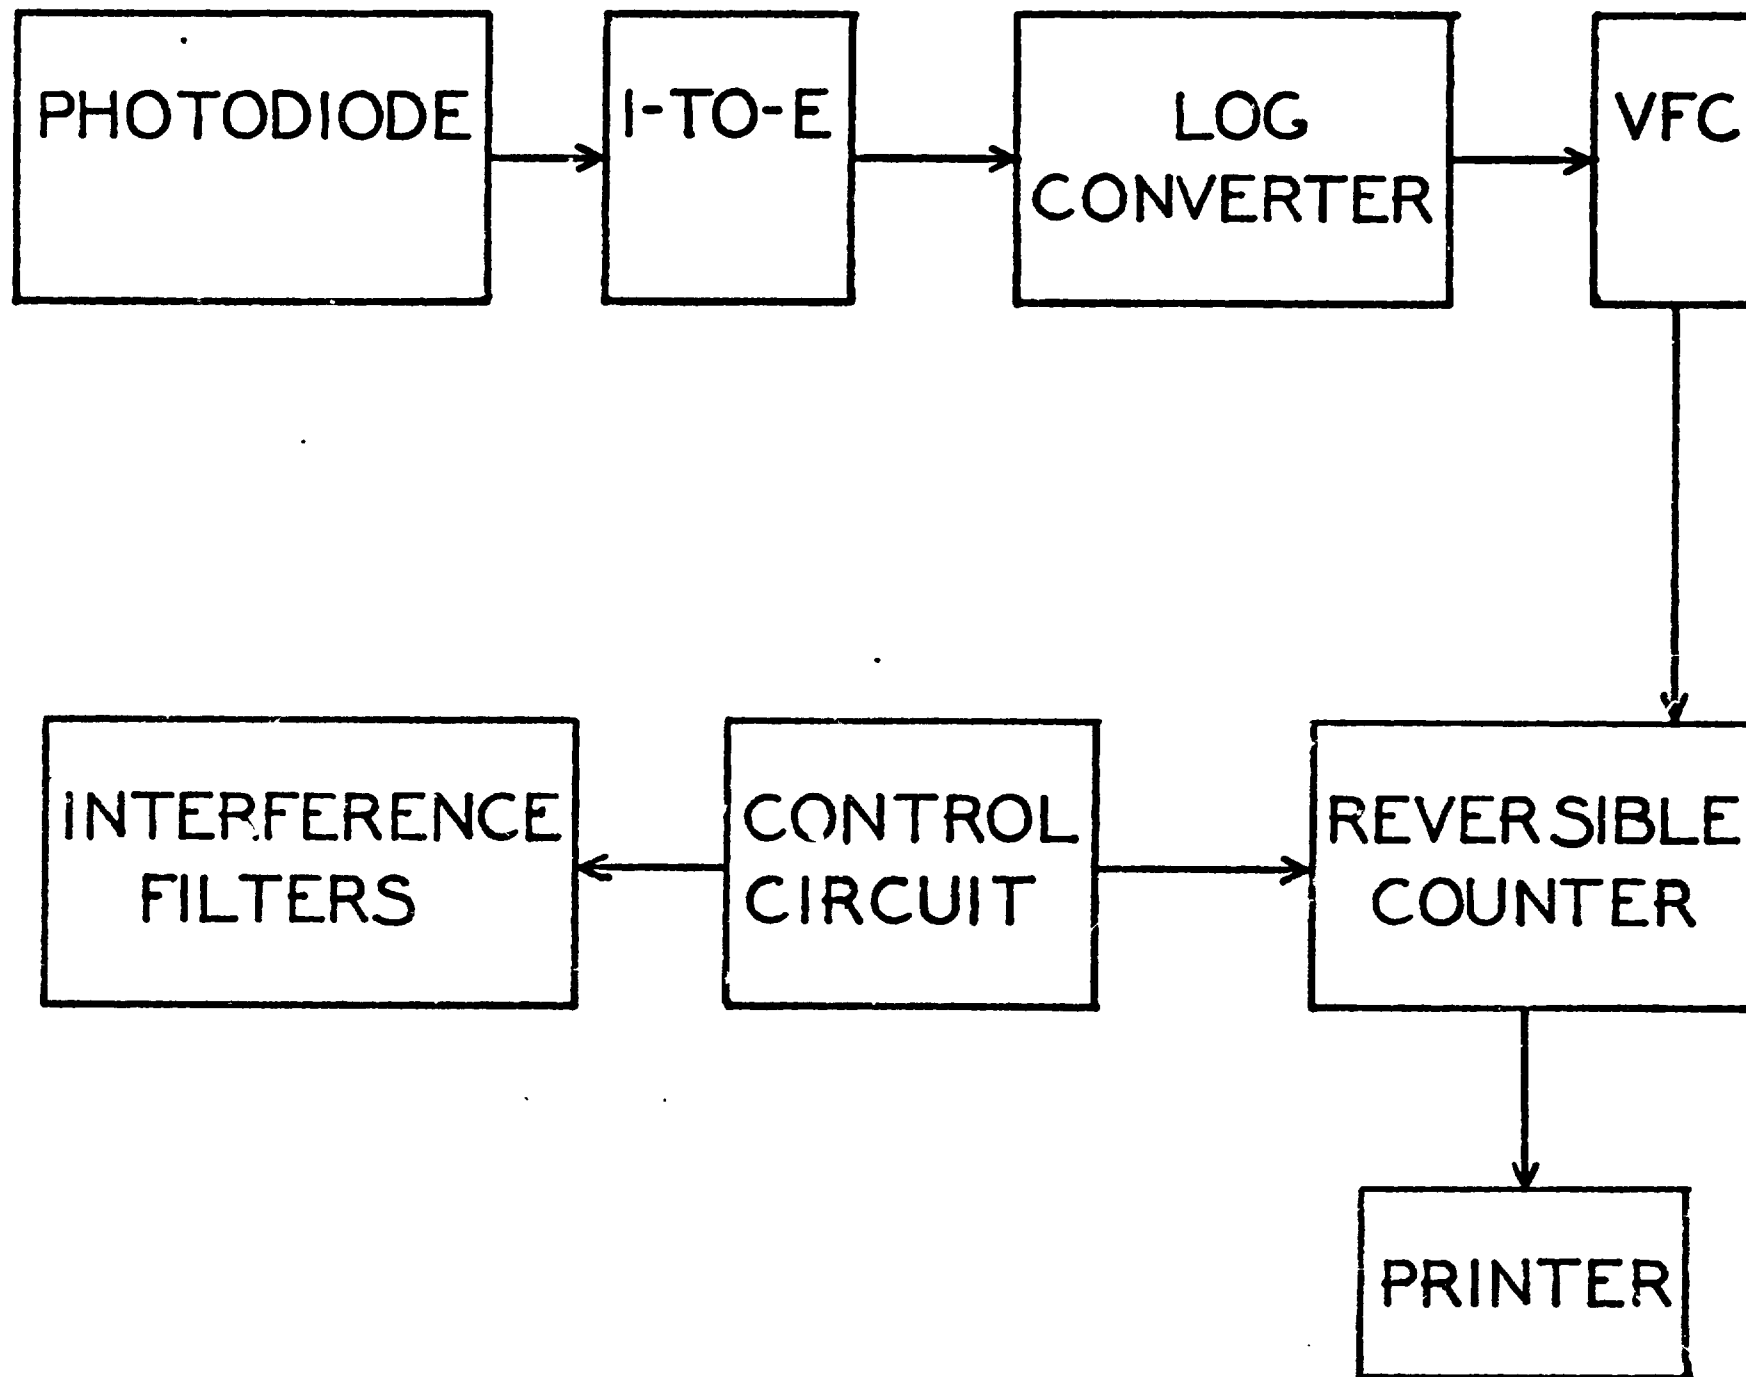 PHOTODIODE
I-TO-E
LOG
CONVERTER
VFC
INTERFERENCE
FILTERS
CONTROL
CIRCUIT
REVERSIBLE
COUNTER
PRINTER